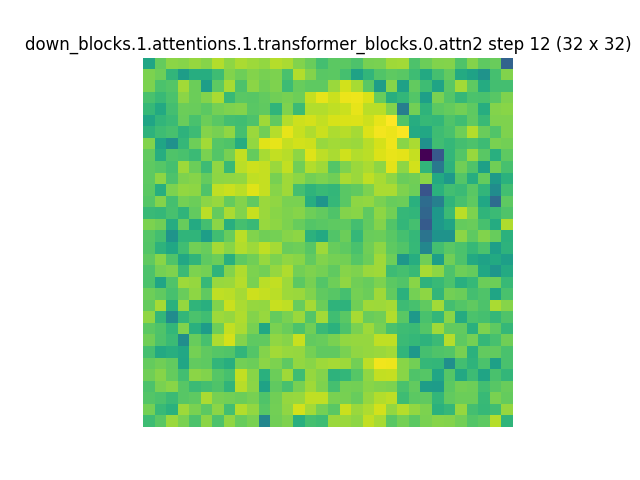 down_blocks.1.attentions.1.transformer_blocks.0.attn2 step 12 (32 x 32)